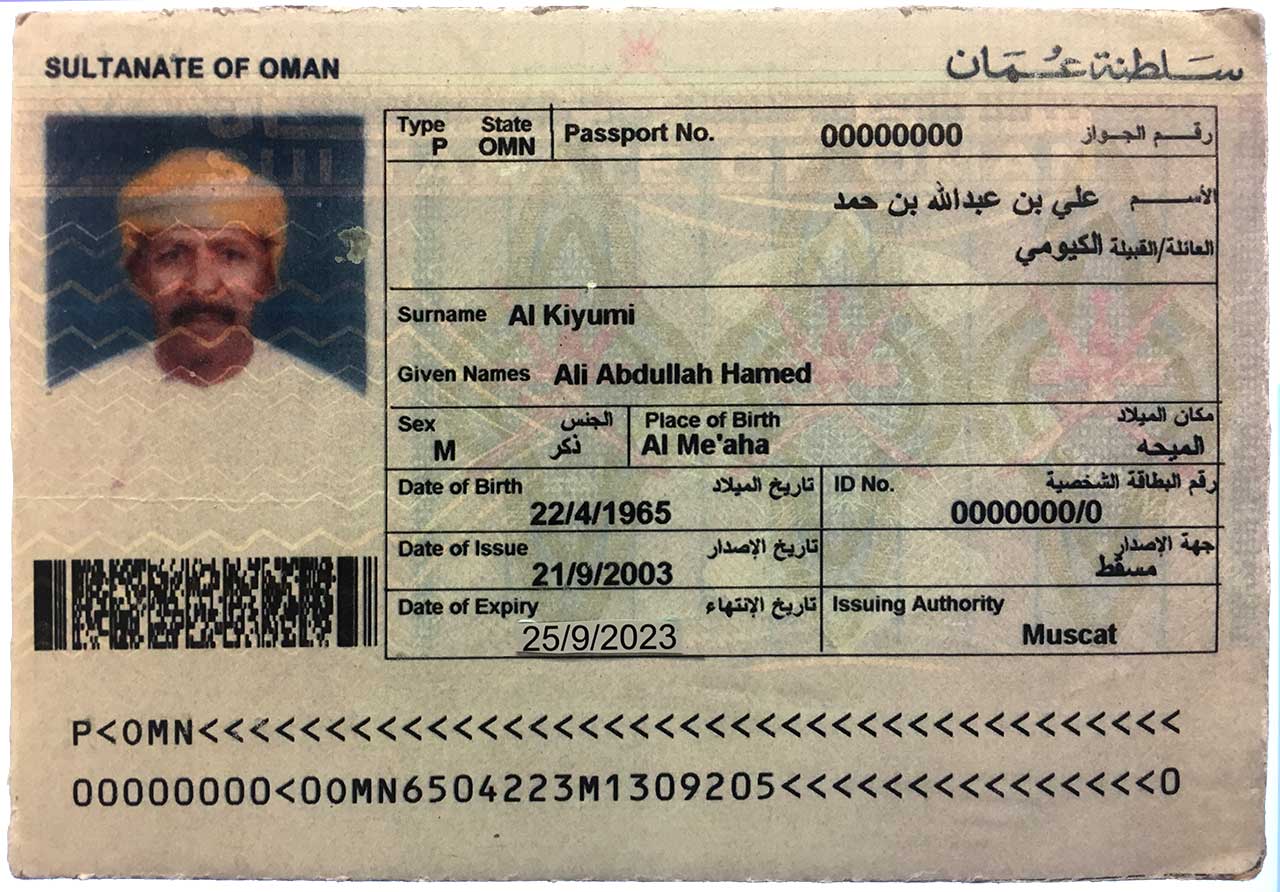 SULTANATE OF OMAN سلطنة عُمَان
Type State Passport No. 00000000 رقم الجواز
P OMN
الأسم علي بن عبدالله بن حمد
العائلة/القبيلة الكيومي
Surname Al Kiyumi
Given Names Ali Abdullah Hamed
Sex الجنس Place of Birth مكان الميلاد
M ذكر Al Me'aha الميحه
Date of Birth تاريخ الميلاد ID No. رقم البطاقة الشخصية
22/4/1965 0000000/0
Date of Issue تاريخ الإصدار جهة الإصدار
21/9/2003 مسقط
Date of Expiry تاريخ الإنتهاء Issuing Authority
25/9/2023 Muscat
P<OMN<<<<<<<<<<<<<<<<<<<<<<<<<<<<<<<<<<<<<<<
00000000<0OMN6504223M1309205<<<<<<<<<<<<<<<0